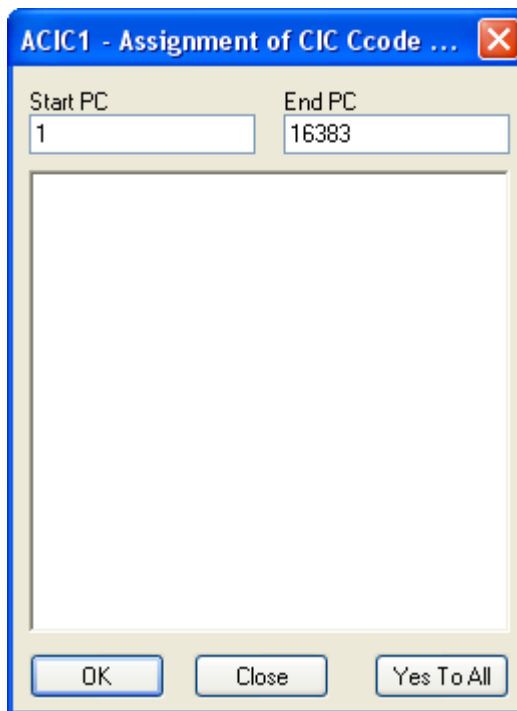 ACIC1 - Assignment of CIC Ccode ...
Start PC End PC
1 16383
OK Close Yes To All